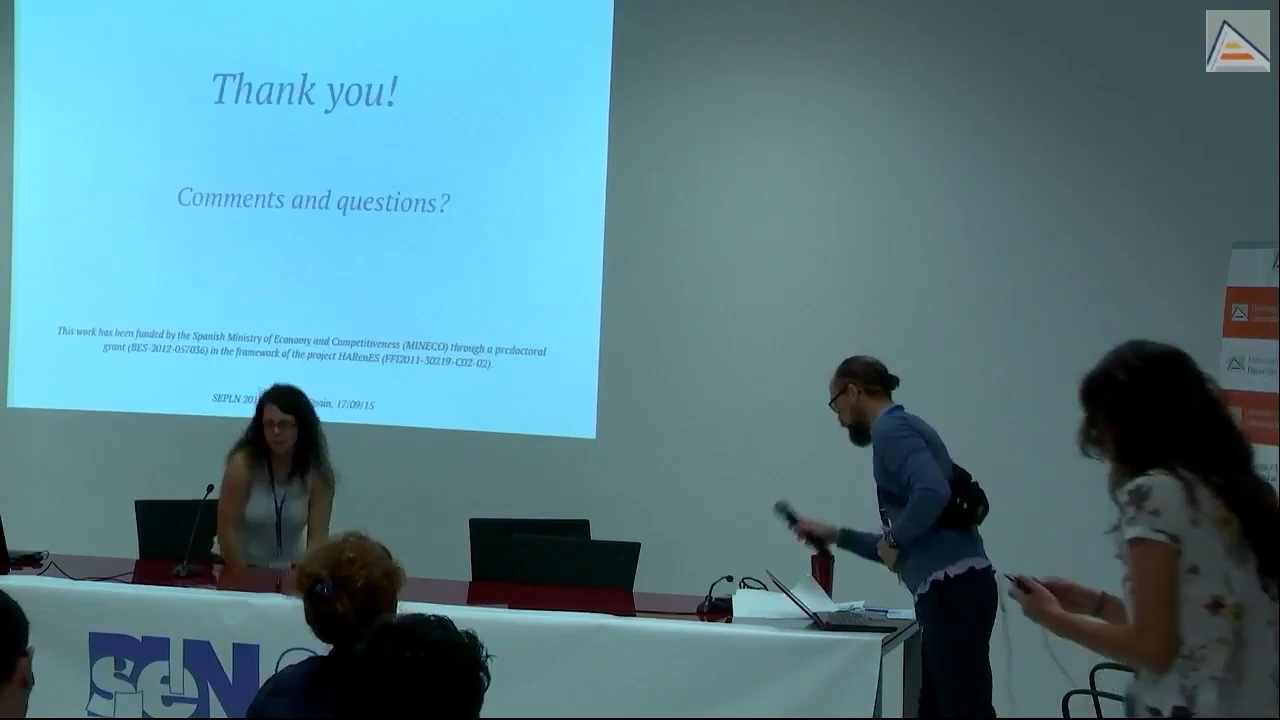 Thank you!
Comments and questions?
This work has been funded by the Spanish Ministry of Economy and Competitiveness (MINECO) through a predoctoral
grant (BES-2012-057036) in the framework of the project HARenES (FFI2011-30219-C02-02).
SEPLN 201 ain, 17/09/15
SEPLN